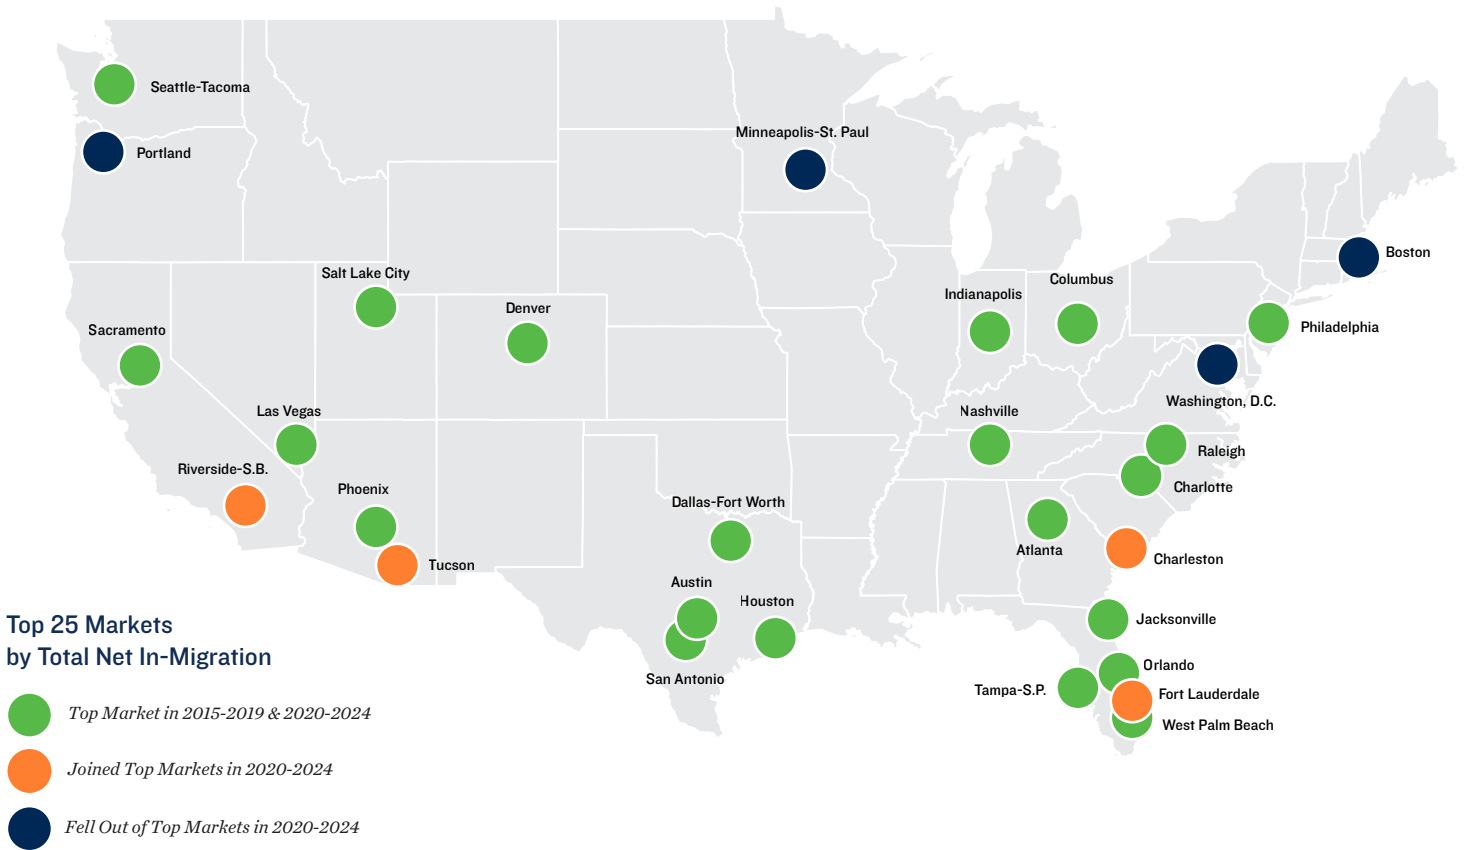 Seattle-Tacoma
Portland
Minneapolis-St. Paul
Boston
Salt Lake City
Denver
Indianapolis
Columbus
Sacramento
Philadelphia
Las Vegas
Nashville
Washington, D.C.
Riverside-S.B.
Phoenix
Raleigh
Charlotte
Dallas-Fort Worth
Atlanta
Charleston
Tucson
Austin
Houston
Jacksonville
San Antonio
Orlando
Tampa-S.P.
Fort Lauderdale
West Palm Beach
Top 25 Markets
by Total Net In-Migration
Top Market in 2015-2019 & 2020-2024
Joined Top Markets in 2020-2024
Fell Out of Top Markets in 2020-2024